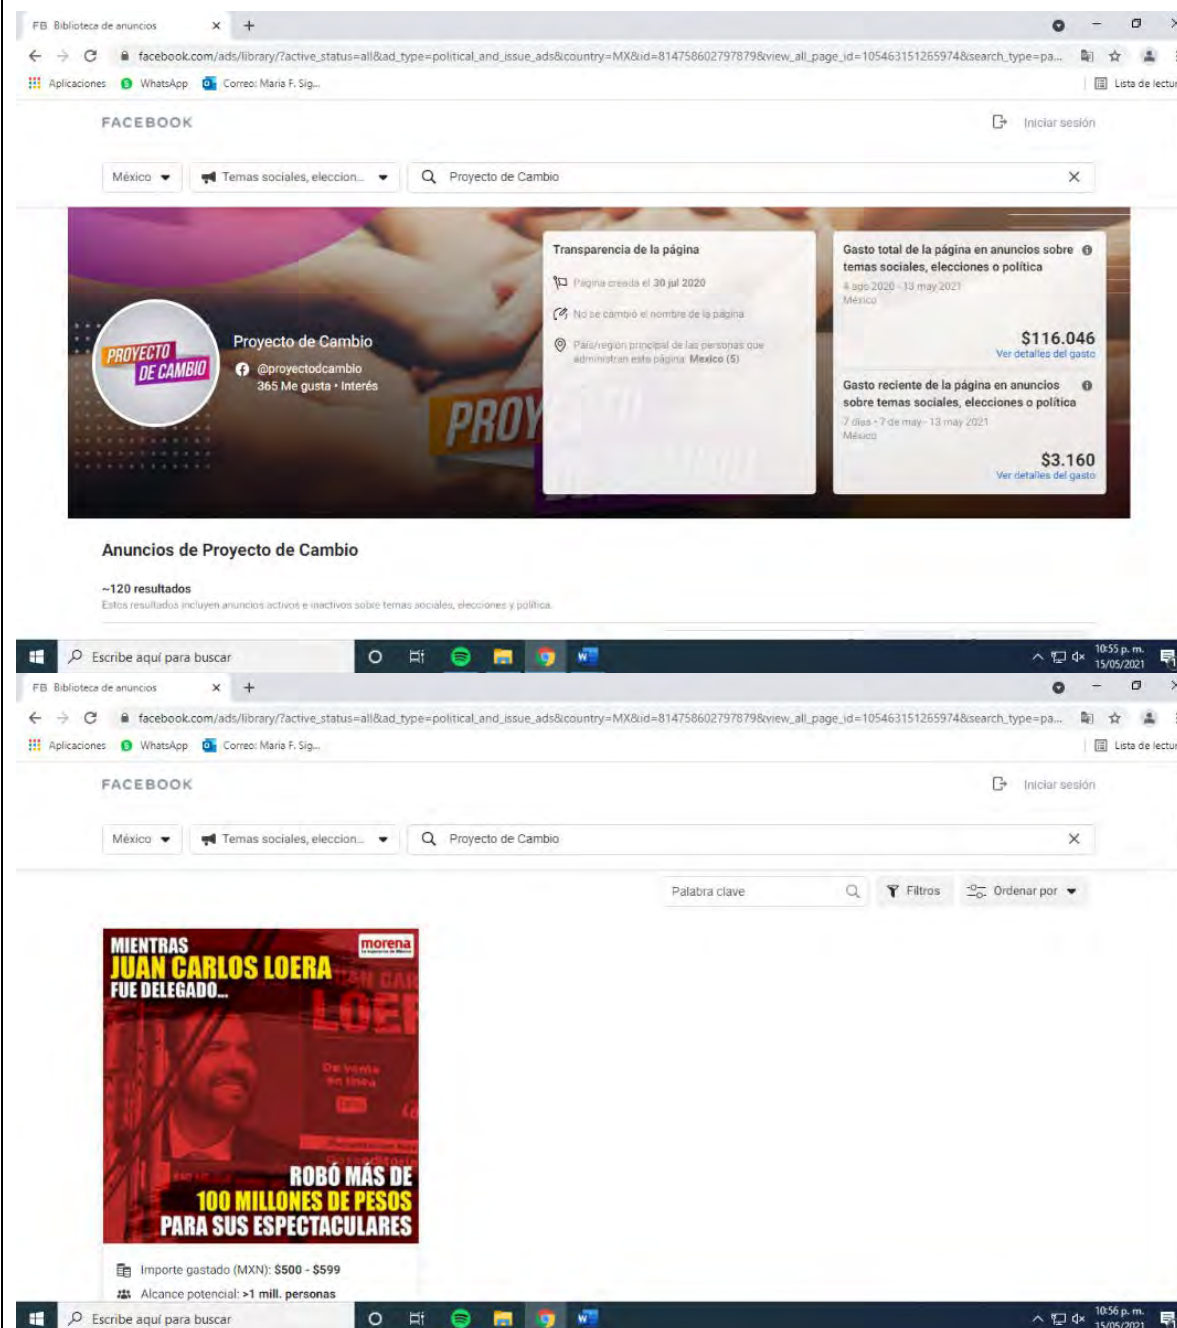 FB Biblioteca de anuncios
facebook.com/ads/library/?active_status=all&ad_type=political_and_issue_ads&country=MX&id=814758602797879&view_all_page_id=105463151265974&search_type=pa...
Aplicaciones WhatsApp Correo: Maria F. Sig...
Lista de lectur
FACEBOOK
Iniciar sesión
México
Temas sociales, eleccion...
Proyecto de Cambio
PROYECTO
DE CAMBIO
Proyecto de Cambio
@proyectodcambio
365 Me gusta • Interés
Transparencia de la página
Página creada el 30 jul 2020
No se cambió el nombre de la página
País/región principal de las personas que
administran esta página: Mexico (5)
Gasto total de la página en anuncios sobre
temas sociales, elecciones o política
4 ago 2020 - 13 may 2021
México
$116.046
Ver detalles del gasto
Gasto reciente de la página en anuncios
sobre temas sociales, elecciones o política
7 días • 7 de may - 13 may 2021
México
$3.160
Ver detalles del gasto
Anuncios de Proyecto de Cambio
~120 resultados
Estos resultados incluyen anuncios activos e inactivos sobre temas sociales, elecciones y política.
Escribe aquí para buscar
10:55 p. m.
15/05/2021
FB Biblioteca de anuncios
facebook.com/ads/library/?active_status=all&ad_type=political_and_issue_ads&country=MX&id=814758602797879&view_all_page_id=105463151265974&search_type=pa...
Aplicaciones WhatsApp Correo: Maria F. Sig...
Lista de lectur
FACEBOOK
Iniciar sesión
México
Temas sociales, eleccion...
Proyecto de Cambio
Palabra clave
Filtros
Ordenar por
MIENTRAS
morena
JUAN CARLOS LOERA
FUE DELEGADO...
De venta
en línea
ROBÓ MÁS DE
100 MILLONES DE PESOS
PARA SUS ESPECTACULARES
Importe gastado (MXN): $500 - $599
Alcance potencial: >1 mill. personas
Escribe aquí para buscar
10:56 p. m.
15/05/2021